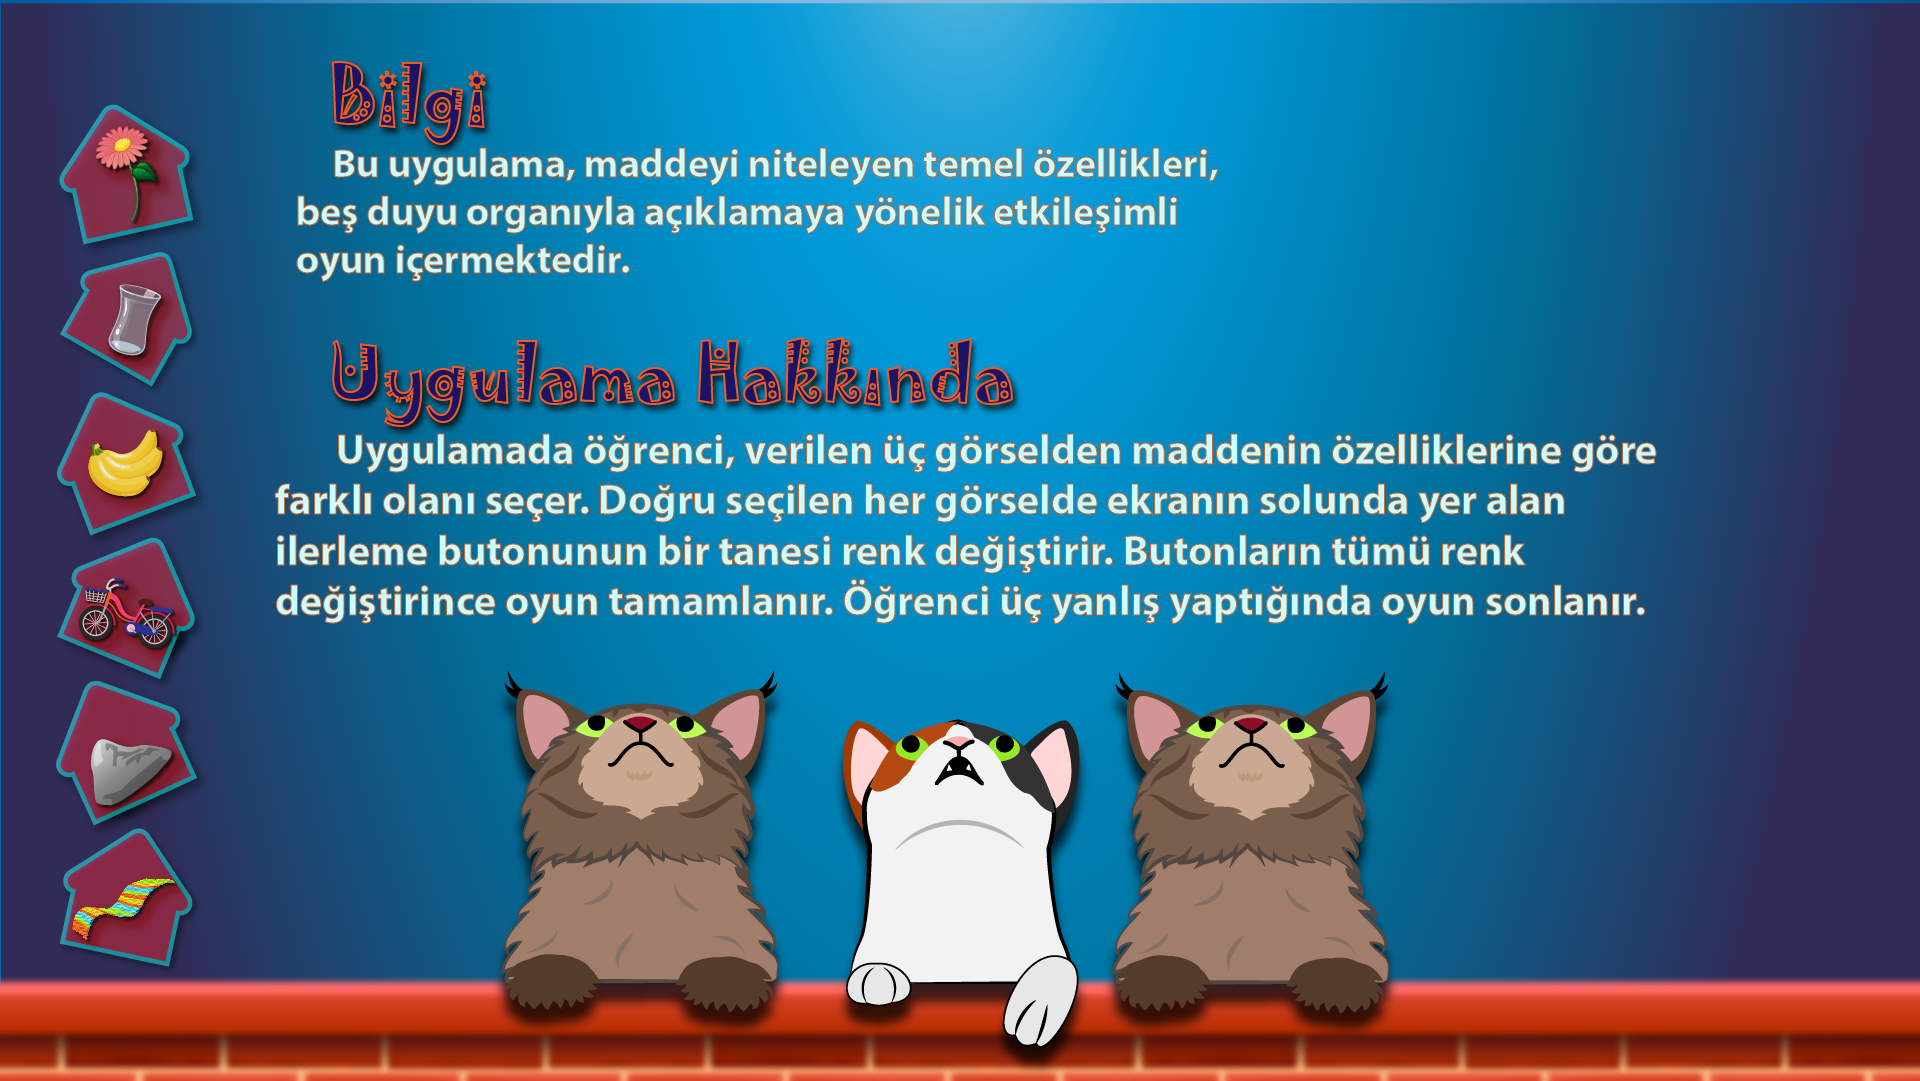 Bilgi
Bu uygulama, maddeyi niteleyen temel özellikleri,
beş duyu organıyla açıklamaya yönelik etkileşimli
oyun içermektedir.
Uygulama Hakkında
Uygulamada öğrenci, verilen üç görselden maddenin özelliklerine göre
farklı olanı seçer. Doğru seçilen her görselde ekranın solunda yer alan
ilerleme butonunun bir tanesi renk değiştirir. Butonların tümü renk
değiştirince oyun tamamlanır. Öğrenci üç yanlış yaptığında oyun sonlanır.